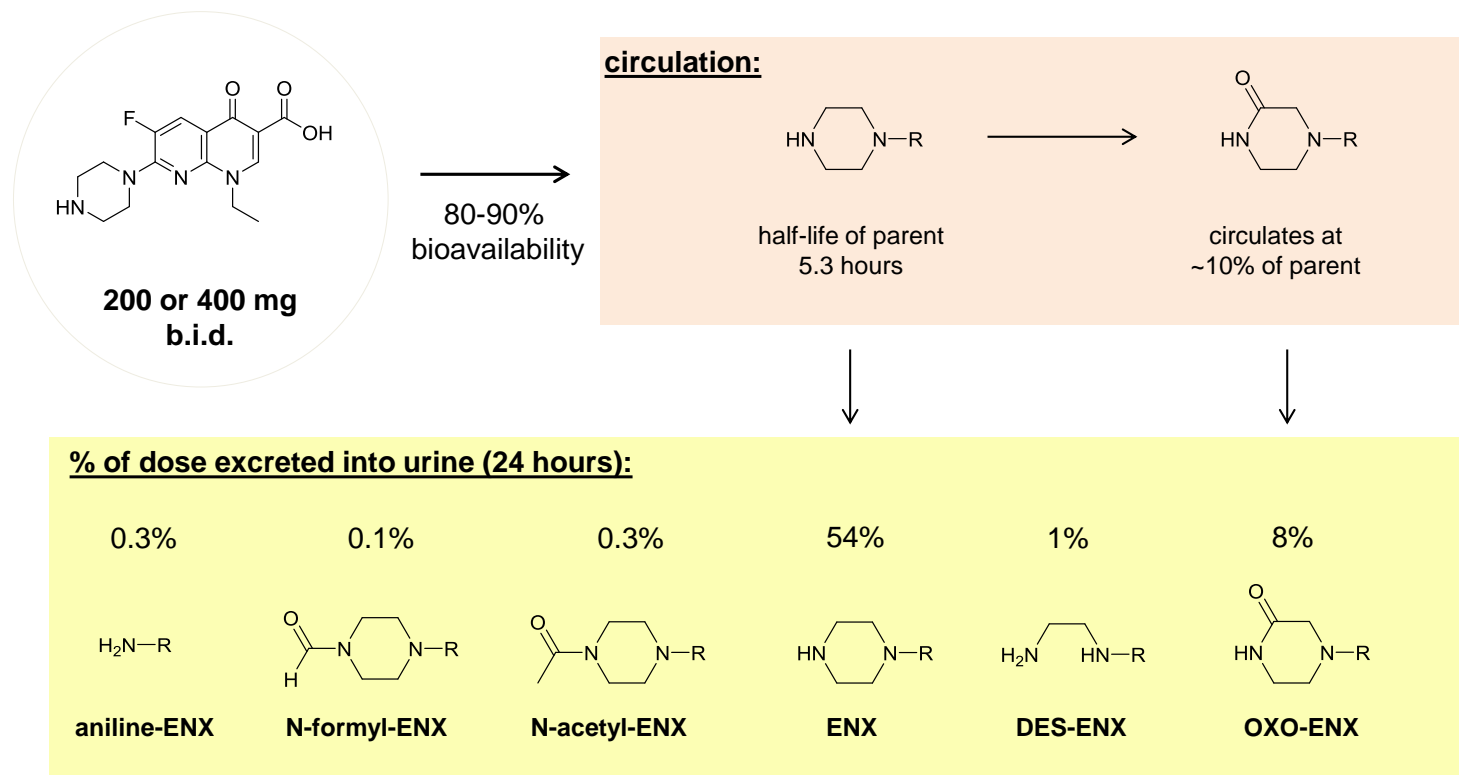 circulation:
O
O
F
OH
N
N
N
HN
200 or 400 mg
b.i.d.
80-90%
bioavailability
HN
N—R
half-life of parent
5.3 hours
O
HN
N—R
circulates at
~10% of parent
% of dose excreted into urine (24 hours):
0.3%
0.1%
0.3%
54%
1%
8%
H₂N—R
O
H
N
N—R
O
N
N—R
HN
N—R
H₂N
HN—R
O
HN
N—R
aniline-ENX
N-formyl-ENX
N-acetyl-ENX
ENX
DES-ENX
OXO-ENX